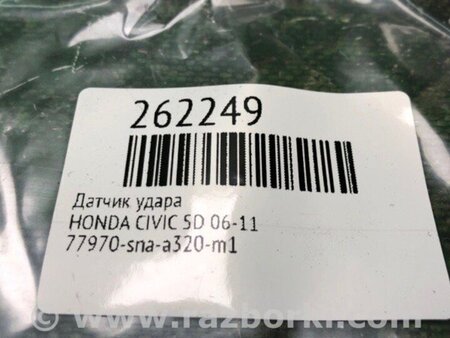 262249
Датчик удара
HONDA CIVIC 5D 06-11
77970-sna-a320-m1
© www.razborki.com